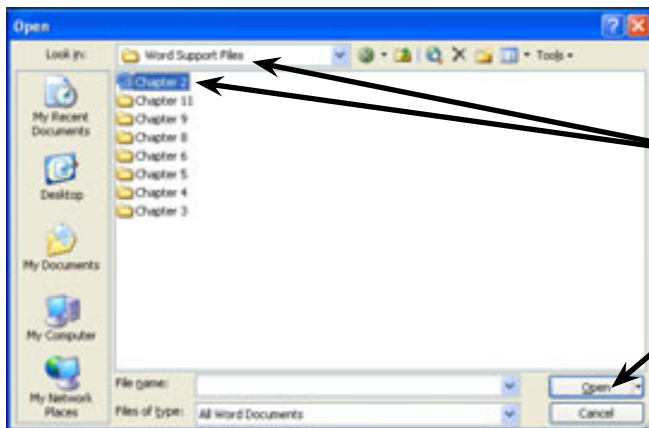 Open
Look in: Word Support Files Tools
Chapter 2
Chapter 11
Chapter 9
Chapter 8
Chapter 6
Chapter 5
Chapter 4
Chapter 3
My Recent
Documents
Desktop
My Documents
My Computer
My Network
Places
File name:
Files of type: All Word Documents
Open
Cancel